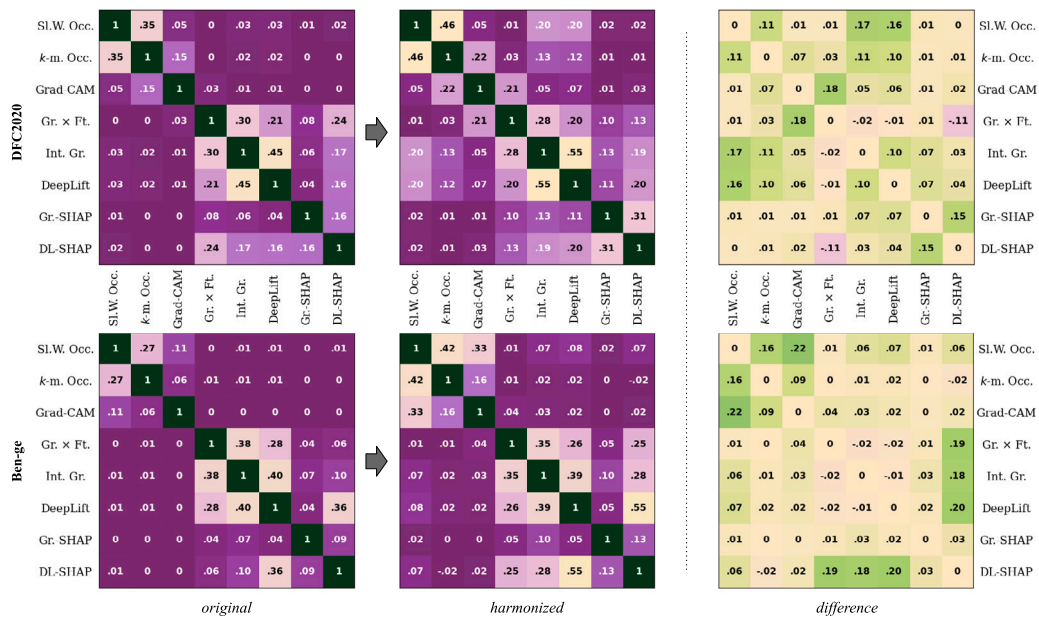 Sl.W. Occ. 1 .35 .05 0 .03 .03 .01 .02 1 .46 .05 .01 .20 .20 .02 .02 0 .11 .01 .01 .17 .16 .01 0 Sl.W. Occ.
k-m. Occ. .35 1 .15 0 .02 .02 0 0 .46 1 .22 .03 .13 .12 .01 .01 .11 0 .07 .03 .11 .10 .01 .01 k-m. Occ.
Grad-CAM .05 .15 1 .03 .01 .01 0 0 .05 .22 1 .21 .05 .07 .01 .03 .01 .07 0 .18 .05 .06 .01 .02 Grad-CAM
Gr. × Ft. 0 0 .03 1 .30 .21 .08 .24 .01 .03 .21 1 .28 .20 .10 .13 .01 .03 .18 0 -.02 -.01 .01 -.11 Gr. × Ft.
Int. Gr. .03 .02 .01 .30 1 .45 .06 .17 .20 .13 .05 .28 1 .55 .13 .19 .17 .11 .05 -.02 0 .10 .07 .03 Int. Gr.
DeepLift .03 .02 .01 .21 .45 1 .04 .16 .20 .12 .07 .20 .55 1 .11 .20 .16 .10 .06 -.01 .10 0 .07 .04 DeepLift
Gr.-SHAP .01 0 0 .08 .06 .04 1 .16 .02 .01 .01 .10 .13 .11 1 .31 .01 .01 .01 .01 .07 .07 0 .15 Gr.-SHAP
DL-SHAP .02 0 0 .24 .17 .16 .16 1 .02 .01 .03 .13 .19 .20 .31 1 0 .01 .02 -.11 .03 .04 .15 0 DL-SHAP
DFC2020
Sl.W. Occ. k-m. Occ. Grad-CAM Gr. × Ft. Int. Gr. DeepLift Gr.-SHAP DL-SHAP Sl.W. Occ. k-m. Occ. Grad-CAM Gr. × Ft. Int. Gr. DeepLift Gr.-SHAP DL-SHAP Sl.W. Occ. k-m. Occ. Grad-CAM Gr. × Ft. Int. Gr. DeepLift Gr.-SHAP DL-SHAP
Sl.W. Occ. 1 .27 .11 0 .01 .01 0 .01 1 .42 .33 .01 .07 .08 .02 .07 0 .16 .22 .01 .06 .07 .01 .06 Sl.W. Occ.
k-m. Occ. .27 1 .06 .01 .01 .01 0 0 .42 1 .16 .01 .02 .02 0 -.02 .16 0 .09 0 .01 .02 0 -.02 k-m. Occ.
Grad-CAM .11 .06 1 0 0 0 0 0 .33 .16 1 .04 .03 .02 0 .02 .22 .09 0 .04 .03 .02 0 .02 Grad-CAM
Gr. × Ft. 0 .01 0 1 .38 .28 .04 .06 .01 .01 .04 1 .35 .26 .05 .25 .01 0 .04 0 -.02 -.02 .01 .19 Gr. × Ft.
Int. Gr. .01 .01 0 .38 1 .40 .07 .10 .07 .02 .03 .35 1 .39 .10 .28 .06 .01 .03 -.02 0 -.01 .03 .18 Int. Gr.
DeepLift .01 .01 0 .28 .40 1 .04 .36 .08 .02 .02 .26 .39 1 .05 .55 .07 .02 .02 -.02 -.01 0 .02 .20 DeepLift
Gr. SHAP 0 0 0 .04 .07 .04 1 .09 .02 0 0 .05 .10 .05 1 .13 .01 0 0 .01 .03 .02 0 .03 Gr. SHAP
DL-SHAP .01 0 0 .06 .10 .36 .09 1 .07 -.02 .02 .25 .28 .55 .13 1 .06 -.02 .02 .19 .18 .20 .03 0 DL-SHAP
Ben-ge
original harmonized difference